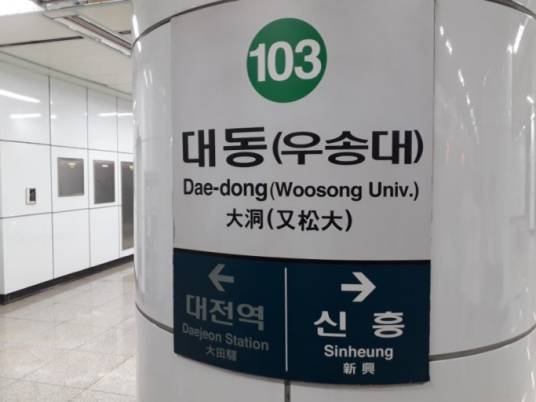 103
대동(우송대)
Dae-dong(Woosong Univ.)
大洞(又松大)
←
대전역
Daejeon Station
大田驛
→
신흥
Sinheung
新興